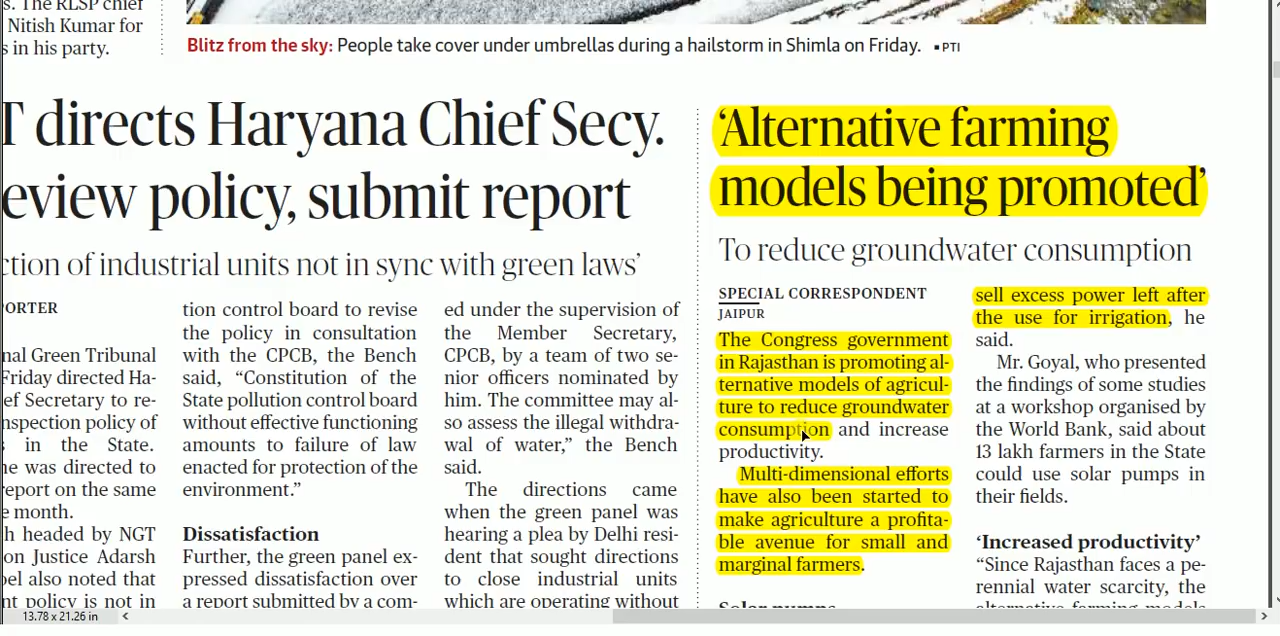 s. The RLSP chief
Nitish Kumar for
s in his party.
Blitz from the sky: People take cover under umbrellas during a hailstorm in Shimla on Friday. ▪ PTI
T directs Haryana Chief Secy.
eview policy, submit report
ction of industrial units not in sync with green laws’
ORTER
nal Green Tribunal
Friday directed Ha-
ef Secretary to re-
nspection policy of
s in the State.
he was directed to
report on the same
e month.
h headed by NGT
on Justice Adarsh
oel also noted that
nt policy is not in
tion control board to revise
the policy in consultation
with the CPCB, the Bench
said, “Constitution of the
State pollution control board
without effective functioning
amounts to failure of law
enacted for protection of the
environment.”
Dissatisfaction
Further, the green panel ex-
pressed dissatisfaction over
a report submitted by a com-
ed under the supervision of
the Member Secretary,
CPCB, by a team of two se-
nior officers nominated by
him. The committee may al-
so assess the illegal withdra-
wal of water,” the Bench
said.
The directions came
when the green panel was
hearing a plea by Delhi resi-
dent that sought directions
to close industrial units
which are operating without
‘Alternative farming
models being promoted’
To reduce groundwater consumption
SPECIAL CORRESPONDENT
JAIPUR
The Congress government
in Rajasthan is promoting al-
ternative models of agricul-
ture to reduce groundwater
consumption and increase
productivity.
Multi-dimensional efforts
have also been started to
make agriculture a profita-
ble avenue for small and
marginal farmers.
Solar pumps
sell excess power left after
the use for irrigation, he
said.
Mr. Goyal, who presented
the findings of some studies
at a workshop organised by
the World Bank, said about
13 lakh farmers in the State
could use solar pumps in
their fields.
‘Increased productivity’
“Since Rajasthan faces a pe-
rennial water scarcity, the
alternative farming models
13.78 x 21.26 in